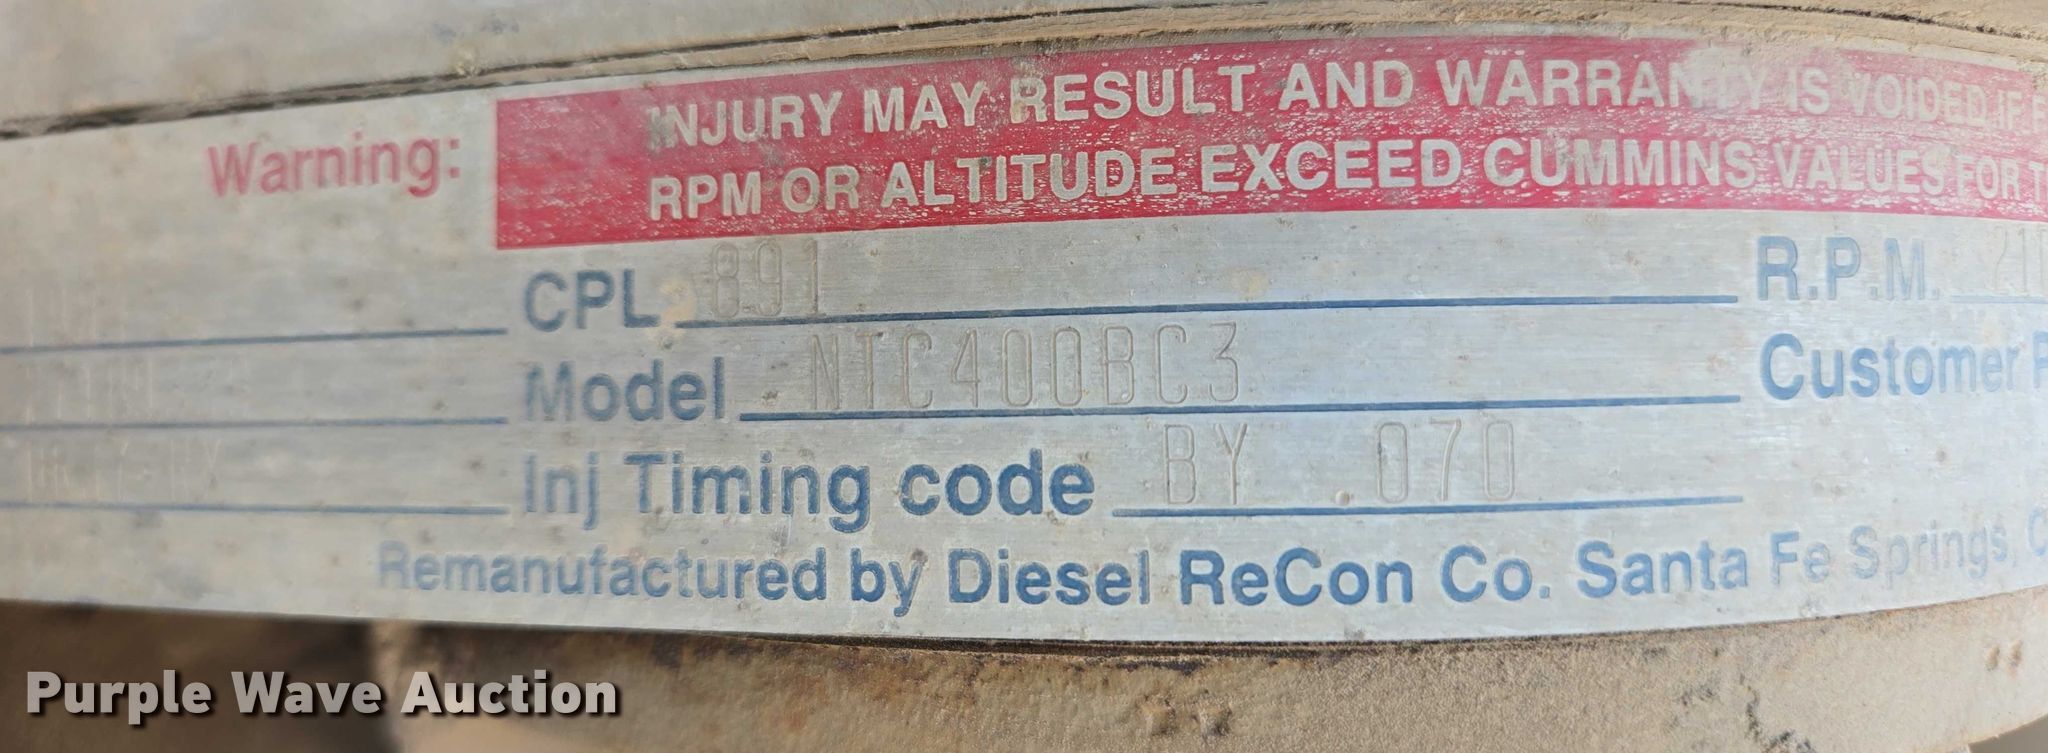 Warning: INJURY MAY RESULT AND WARRANTY IS VOIDED IF F
RPM OR ALTITUDE EXCEED CUMMINS VALUES FOR T
CPL 891 R.P.M. 210
Model NTC400BC3 Customer P
Inj Timing code BY .070
Remanufactured by Diesel ReCon Co. Santa Fe Springs, C
Purple Wave Auction